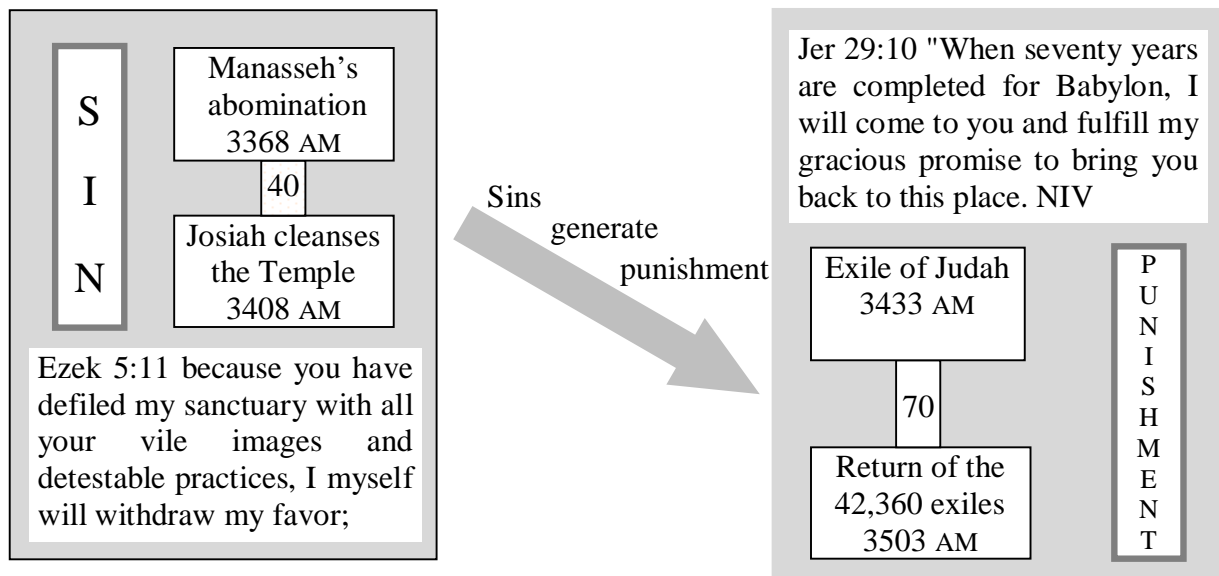 S
I
N
Manasseh's
abomination
3368 AM
40
Josiah cleanses
the Temple
3408 AM
Ezek 5:11 because you have
defiled my sanctuary with all
your vile images and
detestable practices, I myself
will withdraw my favor;
Sins
generate
punishment
Jer 29:10 "When seventy years
are completed for Babylon, I
will come to you and fulfill my
gracious promise to bring you
back to this place. NIV
Exile of Judah
3433 AM
70
Return of the
42,360 exiles
3503 AM
P
U
N
I
S
H
M
E
N
T